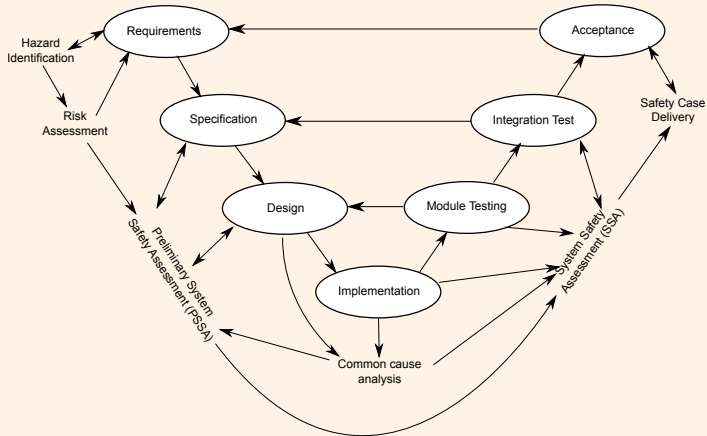 Requirements
Acceptance
Hazard
Identification
Risk
Assessment
Safety Case
Delivery
Specification
Integration Test
Design
Module Testing
Preliminary System
Safety Assessment (PSSA)
System Safety
Assessment (SSA)
Implementation
Common cause
analysis